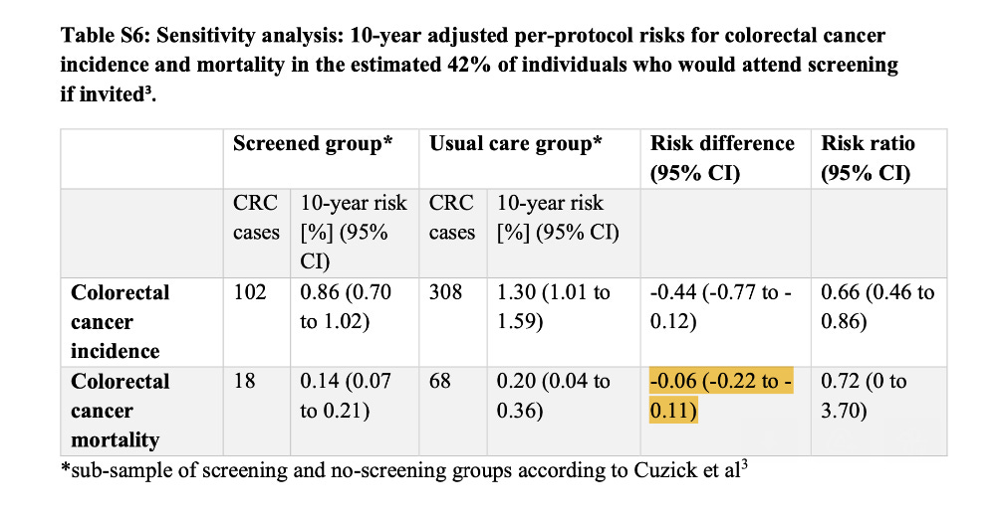 Table S6: Sensitivity analysis: 10-year adjusted per-protocol risks for colorectal cancer
incidence and mortality in the estimated 42% of individuals who would attend screening
if invited³.
Screened group* Usual care group* Risk difference Risk ratio
(95% CI) (95% CI)
CRC 10-year risk CRC 10-year risk
cases [%] (95% cases [%] (95% CI)
CI)
Colorectal 102 0.86 (0.70 308 1.30 (1.01 to -0.44 (-0.77 to - 0.66 (0.46 to
cancer to 1.02) 1.59) 0.12) 0.86)
incidence
Colorectal 18 0.14 (0.07 68 0.20 (0.04 to -0.06 (-0.22 to - 0.72 (0 to
cancer to 0.21) 0.36) 0.11) 3.70)
mortality
*sub-sample of screening and no-screening groups according to Cuzick et al³